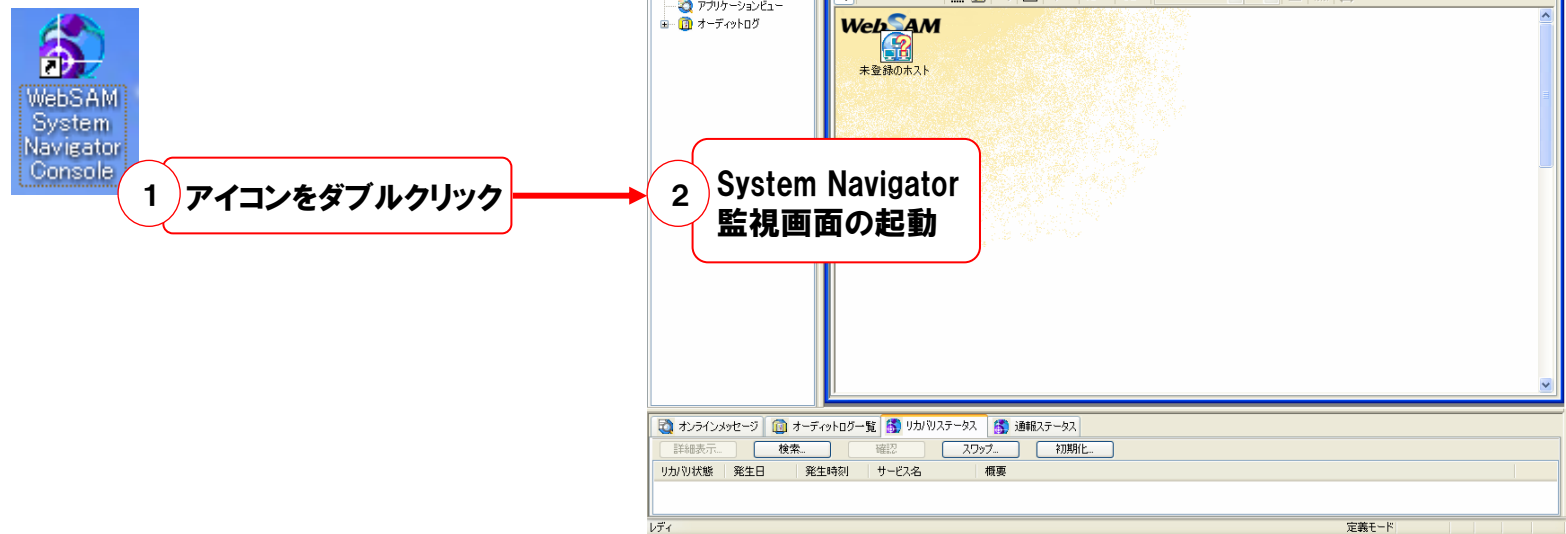 WebSAM
System
Navigator
Console
1 アイコンをダブルクリック
2 System Navigator
監視画面の起動
アプリケーションビュー
オーディットログ
WebSAM
未登録のホスト
オンラインメッセージ オーディットログ一覧 リカバリステータス 通報ステータス
詳細表示... 検索... 確認 スワップ... 初期化...
リカバリ状態 発生日 発生時刻 サービス名 概要
レディ 定義モード